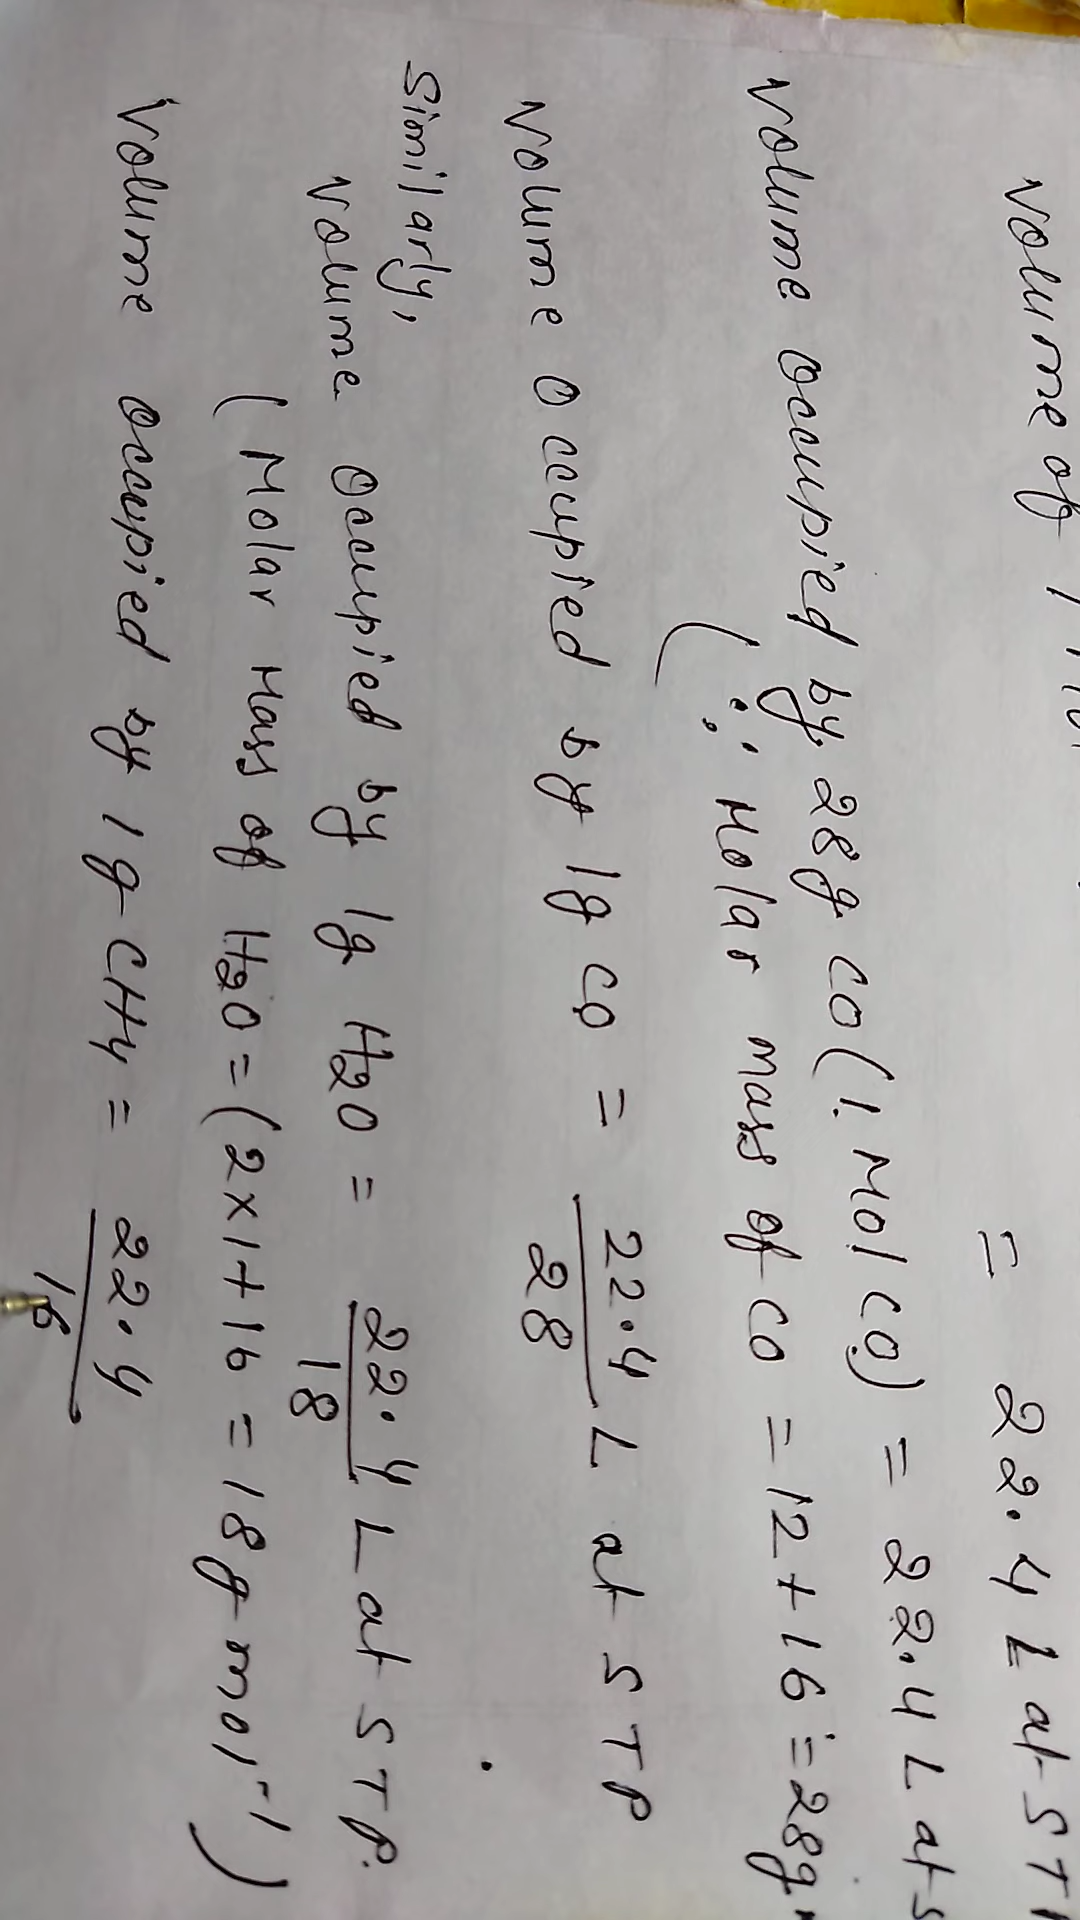 Volume of 1
= 22.4 L at ST
Volume occupied by 28g CO (1 Mol CO) = 22.4 L at S
(∵ Molar mass of CO = 12+16 = 28g
Volume occupied by 1g CO = 22.4/28 L at STP
Similarly,
Volume occupied by 1g H2O = 22.4/18 L at STP.
(Molar Mass of H2O = (2×1+16 = 18g mol⁻¹)
Volume occupied by 1g CH4 = 22.4/16